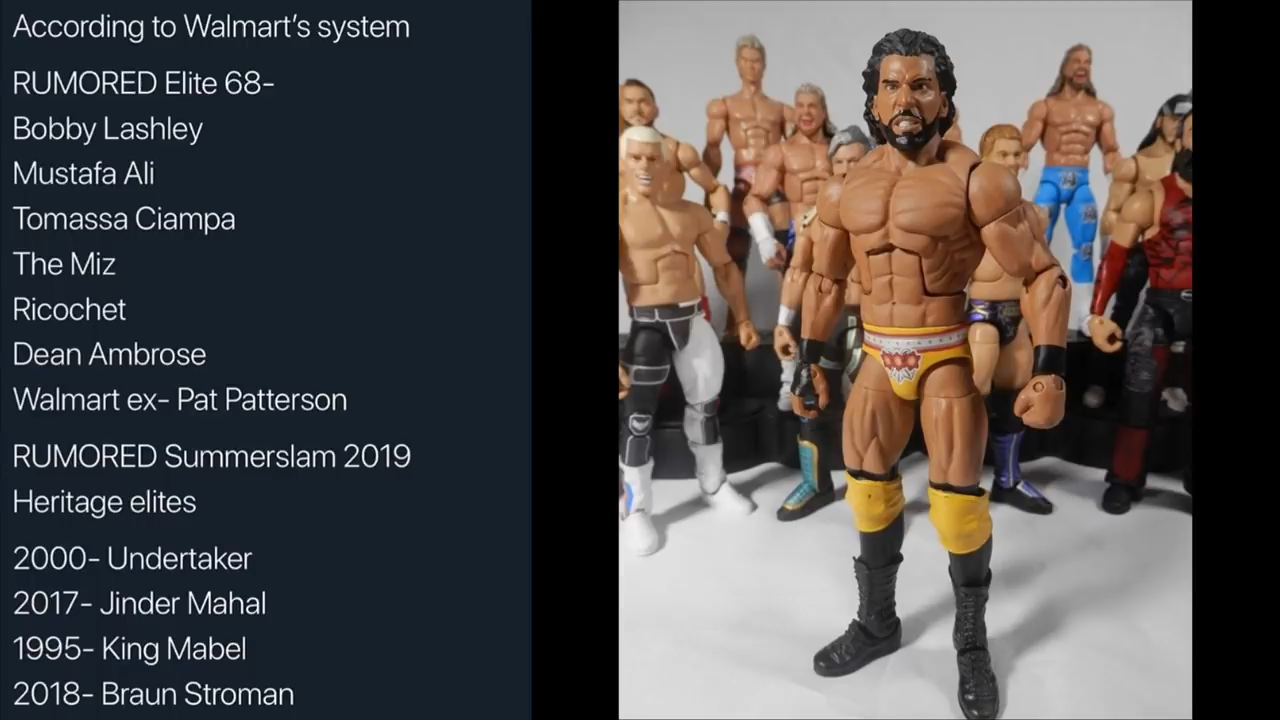 According to Walmart's system
RUMORED Elite 68-
Bobby Lashley
Mustafa Ali
Tomassa Ciampa
The Miz
Ricochet
Dean Ambrose
Walmart ex- Pat Patterson
RUMORED Summerslam 2019
Heritage elites
2000- Undertaker
2017- Jinder Mahal
1995- King Mabel
2018- Braun Stroman